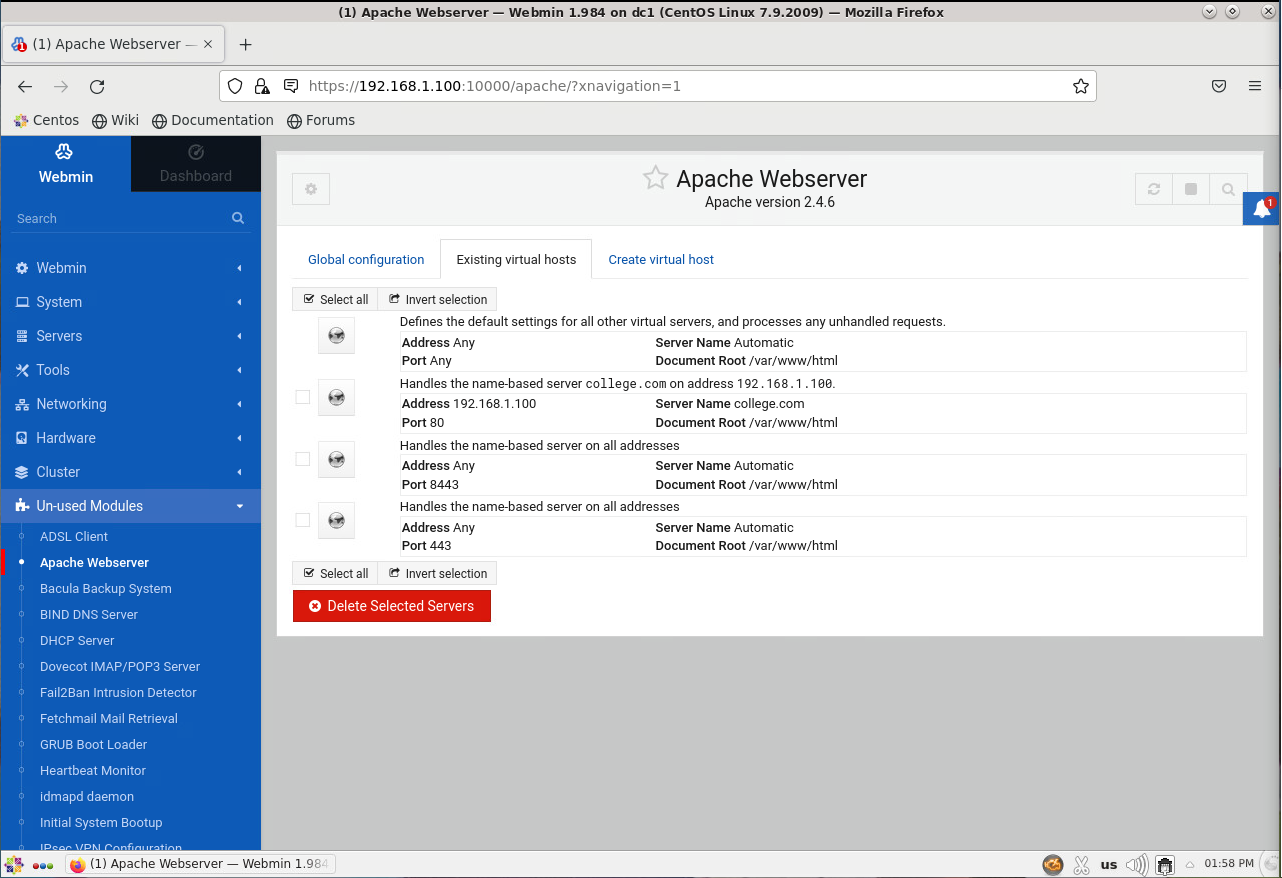 (1) Apache Webserver — Webmin 1.984 on dc1 (CentOS Linux 7.9.2009) — Mozilla Firefox
(1) Apache Webserver —
https://192.168.1.100:10000/apache/?xnavigation=1
Centos Wiki Documentation Forums
Webmin
Dashboard
Search
Webmin
System
Servers
Tools
Networking
Hardware
Cluster
Un-used Modules
ADSL Client
Apache Webserver
Bacula Backup System
BIND DNS Server
DHCP Server
Dovecot IMAP/POP3 Server
Fail2Ban Intrusion Detector
Fetchmail Mail Retrieval
GRUB Boot Loader
Heartbeat Monitor
idmapd daemon
Initial System Bootup
IPsec VPN Configuration
Apache Webserver
Apache version 2.4.6
1
Global configuration Existing virtual hosts Create virtual host
Select all Invert selection
Defines the default settings for all other virtual servers, and processes any unhandled requests.
Address Any Server Name Automatic
Port Any Document Root /var/www/html
Handles the name-based server college.com on address 192.168.1.100.
Address 192.168.1.100 Server Name college.com
Port 80 Document Root /var/www/html
Handles the name-based server on all addresses
Address Any Server Name Automatic
Port 8443 Document Root /var/www/html
Handles the name-based server on all addresses
Address Any Server Name Automatic
Port 443 Document Root /var/www/html
Select all Invert selection
Delete Selected Servers
(1) Apache Webserver — Webmin 1.984
us
01:58 PM